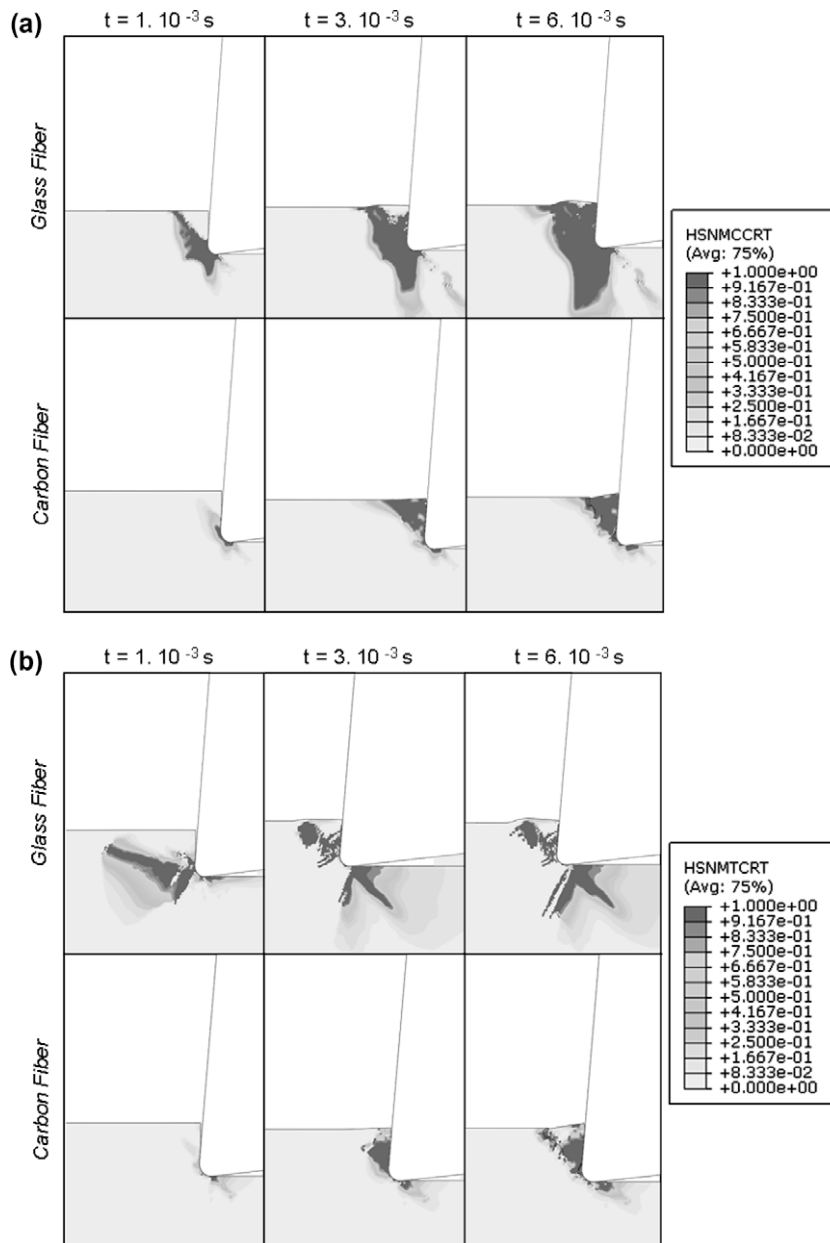 (a)
t = 1. 10 -3 s
t = 3. 10 -3 s
t = 6. 10 -3 s
Glass Fiber
Carbon Fiber
HSNMCCRT
(Avg: 75%)
+1.000e+00
+9.167e-01
+8.333e-01
+7.500e-01
+6.667e-01
+5.833e-01
+5.000e-01
+4.167e-01
+3.333e-01
+2.500e-01
+1.667e-01
+8.333e-02
+0.000e+00
(b)
t = 1. 10 -3 s
t = 3. 10 -3 s
t = 6. 10 -3 s
Glass Fiber
Carbon Fiber
HSNMTCRT
(Avg: 75%)
+1.000e+00
+9.167e-01
+8.333e-01
+7.500e-01
+6.667e-01
+5.833e-01
+5.000e-01
+4.167e-01
+3.333e-01
+2.500e-01
+1.667e-01
+8.333e-02
+0.000e+00